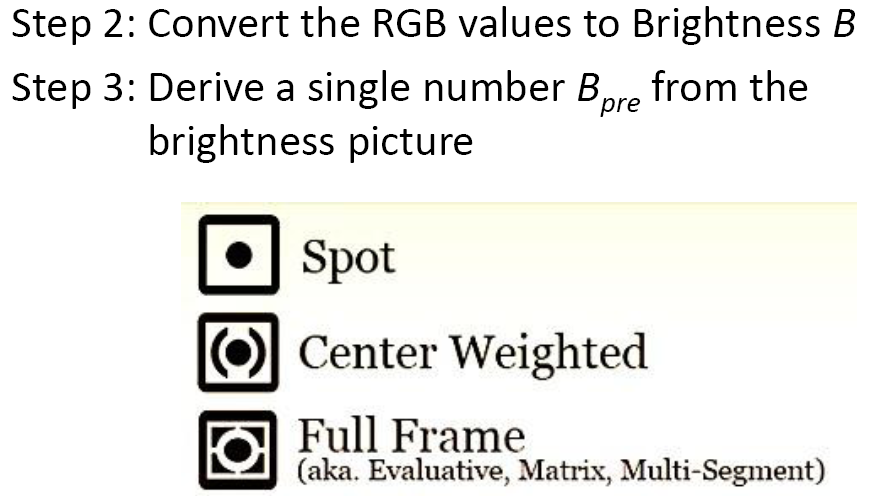 Step 2: Convert the RGB values to Brightness B
Step 3: Derive a single number Bpre from the
brightness picture
Spot
Center Weighted
Full Frame
(aka. Evaluative, Matrix, Multi-Segment)